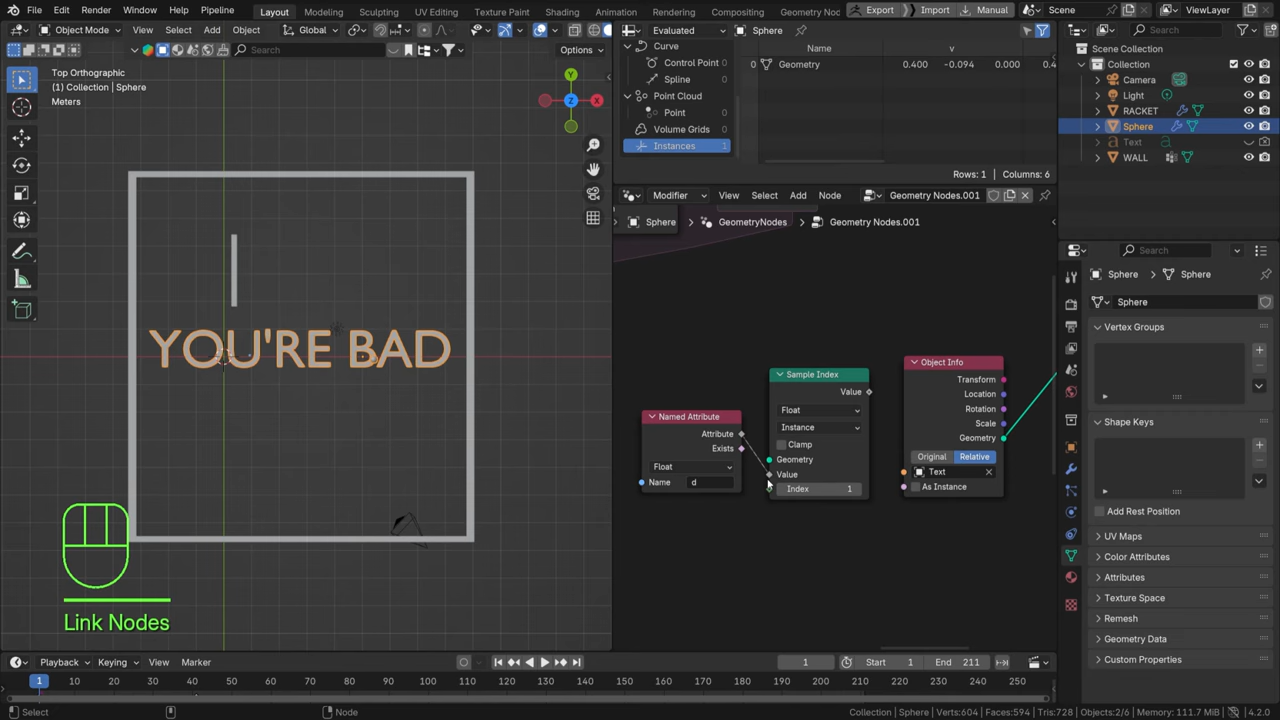 File Edit Render Window Help Pipeline Layout Modeling Sculpting UV Editing Texture Paint Shading Animation Rendering Compositing Geometry Nod Export Import Manual Scene ViewLayer
Object Mode View Select Add Object Global
Search Options
Top Orthographic
(1) Collection | Sphere
Meters
Y
Z
X
YOU'RE BAD
Link Nodes
Evaluated Sphere
Curve
Control Point 0
Spline 0
Point Cloud
Point 0
Volume Grids 0
Instances 1
Name v
0 Geometry 0.400 -0.094 0.000 0.4
Rows: 1 | Columns: 6
Modifier View Select Add Node Geometry Nodes.001
Sphere GeometryNodes Geometry Nodes.001
Named Attribute
Attribute
Exists
Float
Name d
Sample Index
Value
Float
Instance
Clamp
Geometry
Value
Index 1
Object Info
Transform
Location
Rotation
Scale
Geometry
Original Relative
Text
As Instance
Search
Scene Collection
Collection
Camera
Light
RACKET
Sphere
Text
WALL
Search
Sphere Sphere
Sphere
Vertex Groups
Shape Keys
Add Rest Position
UV Maps
Color Attributes
Attributes
Texture Space
Remesh
Geometry Data
Custom Properties
Playback Keying View Marker 1 Start 1 End 211
1 10 20 30 40 50 60 70 80 90 100 110 120 130 140 150 160 170 180 190 200 210 220 230 240 250
Select Node Collection | Sphere | Verts:604 | Faces:594 | Tris:728 | Objects:2/6 | Memory: 111.7 MiB | 4.2.0